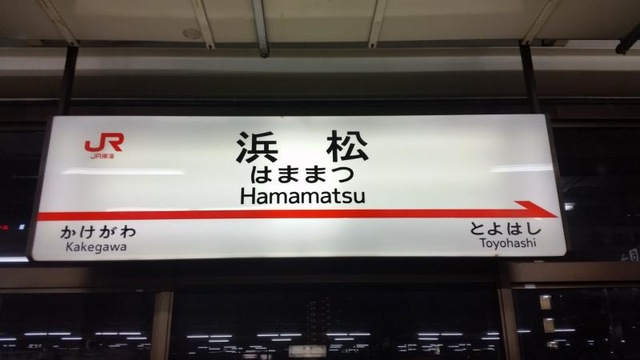 JR
JR東海
浜松
はままつ
Hamamatsu
かけがわ
Kakegawa
とよはし
Toyohashi